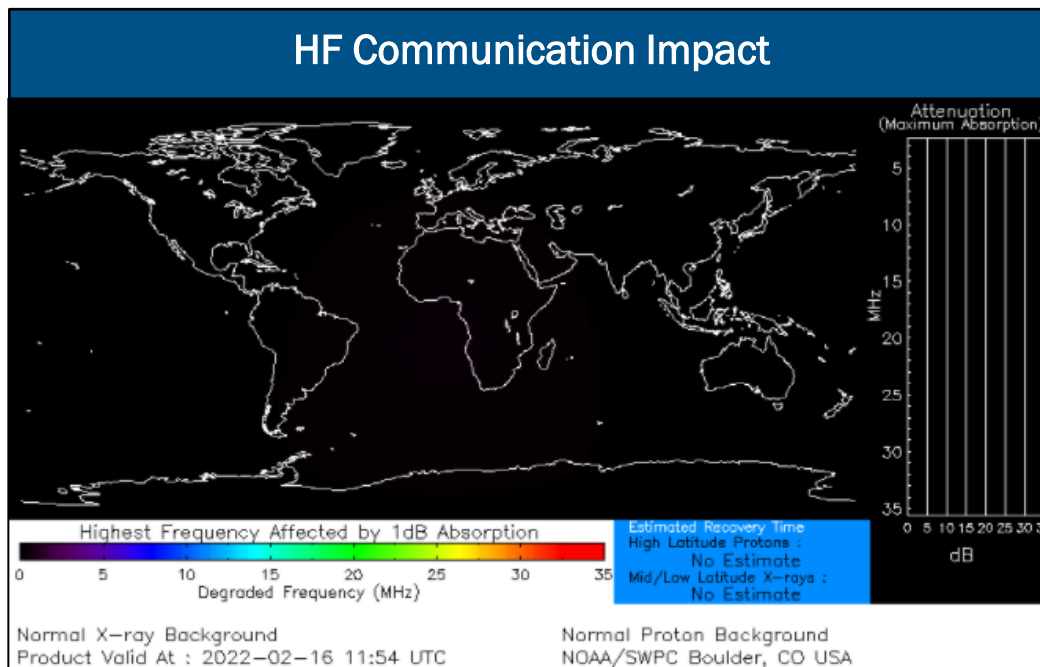 HF Communication Impact
Attenuation
(Maximum Absorption)
5
10
15
20
25
30
35
MHz
0 5 10 15 20 25 30 3
dB
Highest Frequency Affected by 1dB Absorption
0 5 10 15 20 25 30 35
Degraded Frequency (MHz)
Estimated Recovery Time
High Latitude Protons :
No Estimate
Mid/Low Latitude X-rays :
No Estimate
Normal X-ray Background
Normal Proton Background
Product Valid At : 2022-02-16 11:54 UTC
NOAA/SWPC Boulder, CO USA